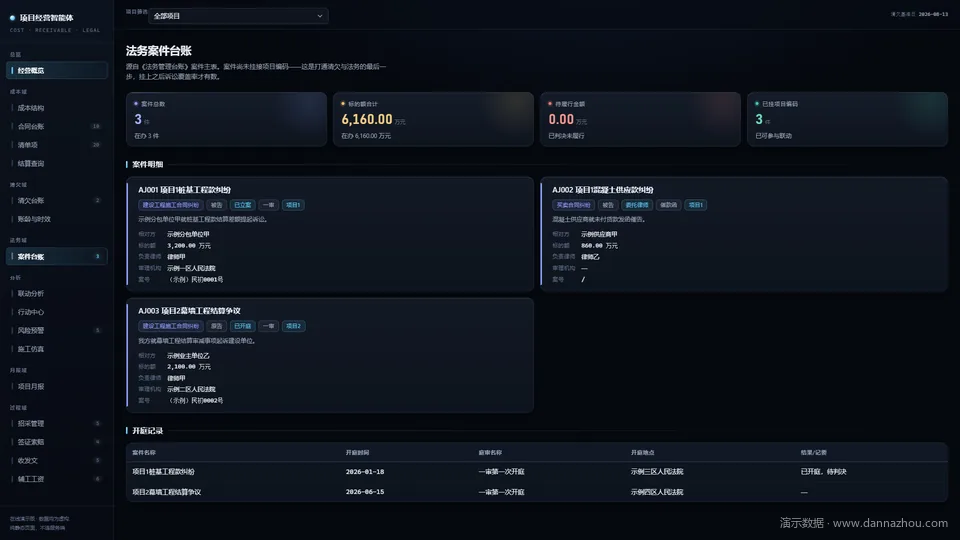 项目经营智能体
COST · RECEIVABLE · LEGAL
总览
经营概览
成本域
成本结构
合同台账
清单项
结算查询
清欠域
清欠台账
账龄与时效
法务域
案件台账
分析
联动分析
行动中心
风险预警
施工仿真
月报域
项目月报
过程域
招采管理
签证索赔
收发文
辅工工资
全部项目
2026-06-13
法务案件台账
源自《法务管理台账》案件主表。案件尚未挂接项目编码——这是打通清欠与法务的最后一
步，挂上之后诉讼覆盖率才有数。
案件总数
3 件
在办 3 件
标的额合计
6,160.00 万元
在办 6,160.00 万元
待履行金额
0.00 万元
已判决未履行
已挂项目编码
3 件
已可参与联动
案件明细
AJ001 项目1桩基工程款纠纷
建设工程施工合同纠纷 被告 已立案 一审 项目1
示例分包单位甲就桩基工程款结算差额提起诉讼。
相对方 示例分包单位甲
标的额 3,200.00 万元
负责律师 律师甲
审理机构 示例一区人民法院
案号 （示例）民初0001号
AJ002 项目1混凝土供应款纠纷
买卖合同纠纷 被告 委托律师 催款函 项目1
混凝土供应商就未付货款发函催告。
相对方 示例供应商甲
标的额 860.00 万元
负责律师 律师乙
审理机构 —
案号 /
AJ003 项目2幕墙工程结算争议
建设工程施工合同纠纷 原告 已开庭 一审 项目2
我方就幕墙工程结算审减事项起诉建设单位。
相对方 示例业主单位乙
标的额 2,100.00 万元
负责律师 律师甲
审理机构 示例二区人民法院
案号 （示例）民初0002号
开庭记录
案件名称 开庭时间 庭审名称 开庭地点 结果/记要
项目1桩基工程款纠纷 2026-01-18 一审第一次开庭 示例三区人民法院 已开庭，待判决
项目2幕墙工程结算争议 2026-06-15 一审第一次开庭 示例四区人民法院 —
演示数据 · www.dannazhou.com